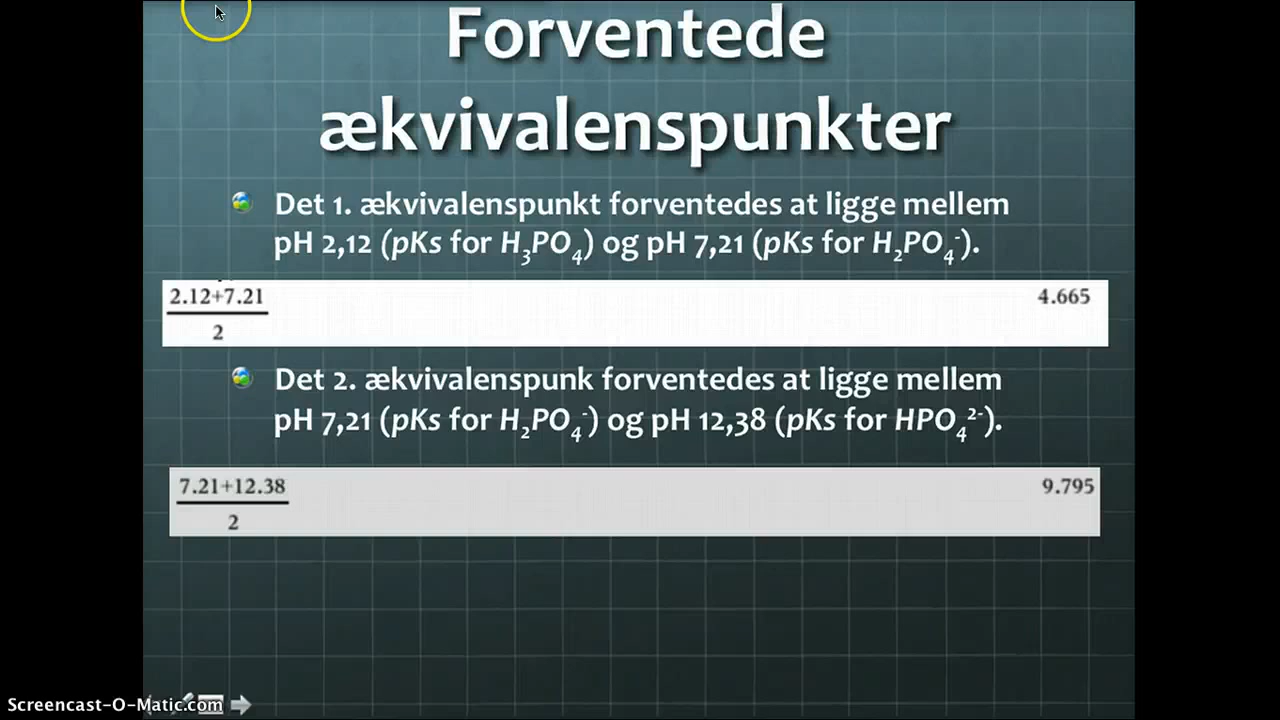 Forventede
ækvivalenspunkter
Det 1. ækvivalenspunkt forventedes at ligge mellem
pH 2,12 (pKs for H₃PO₄) og pH 7,21 (pKs for H₂PO₄⁻).
2.12+7.21
2
4.665
Det 2. ækvivalenspunk forventedes at ligge mellem
pH 7,21 (pKs for H₂PO₄⁻) og pH 12,38 (pKs for HPO₄²⁻).
7.21+12.38
2
9.795
Screencast-O-Matic.com